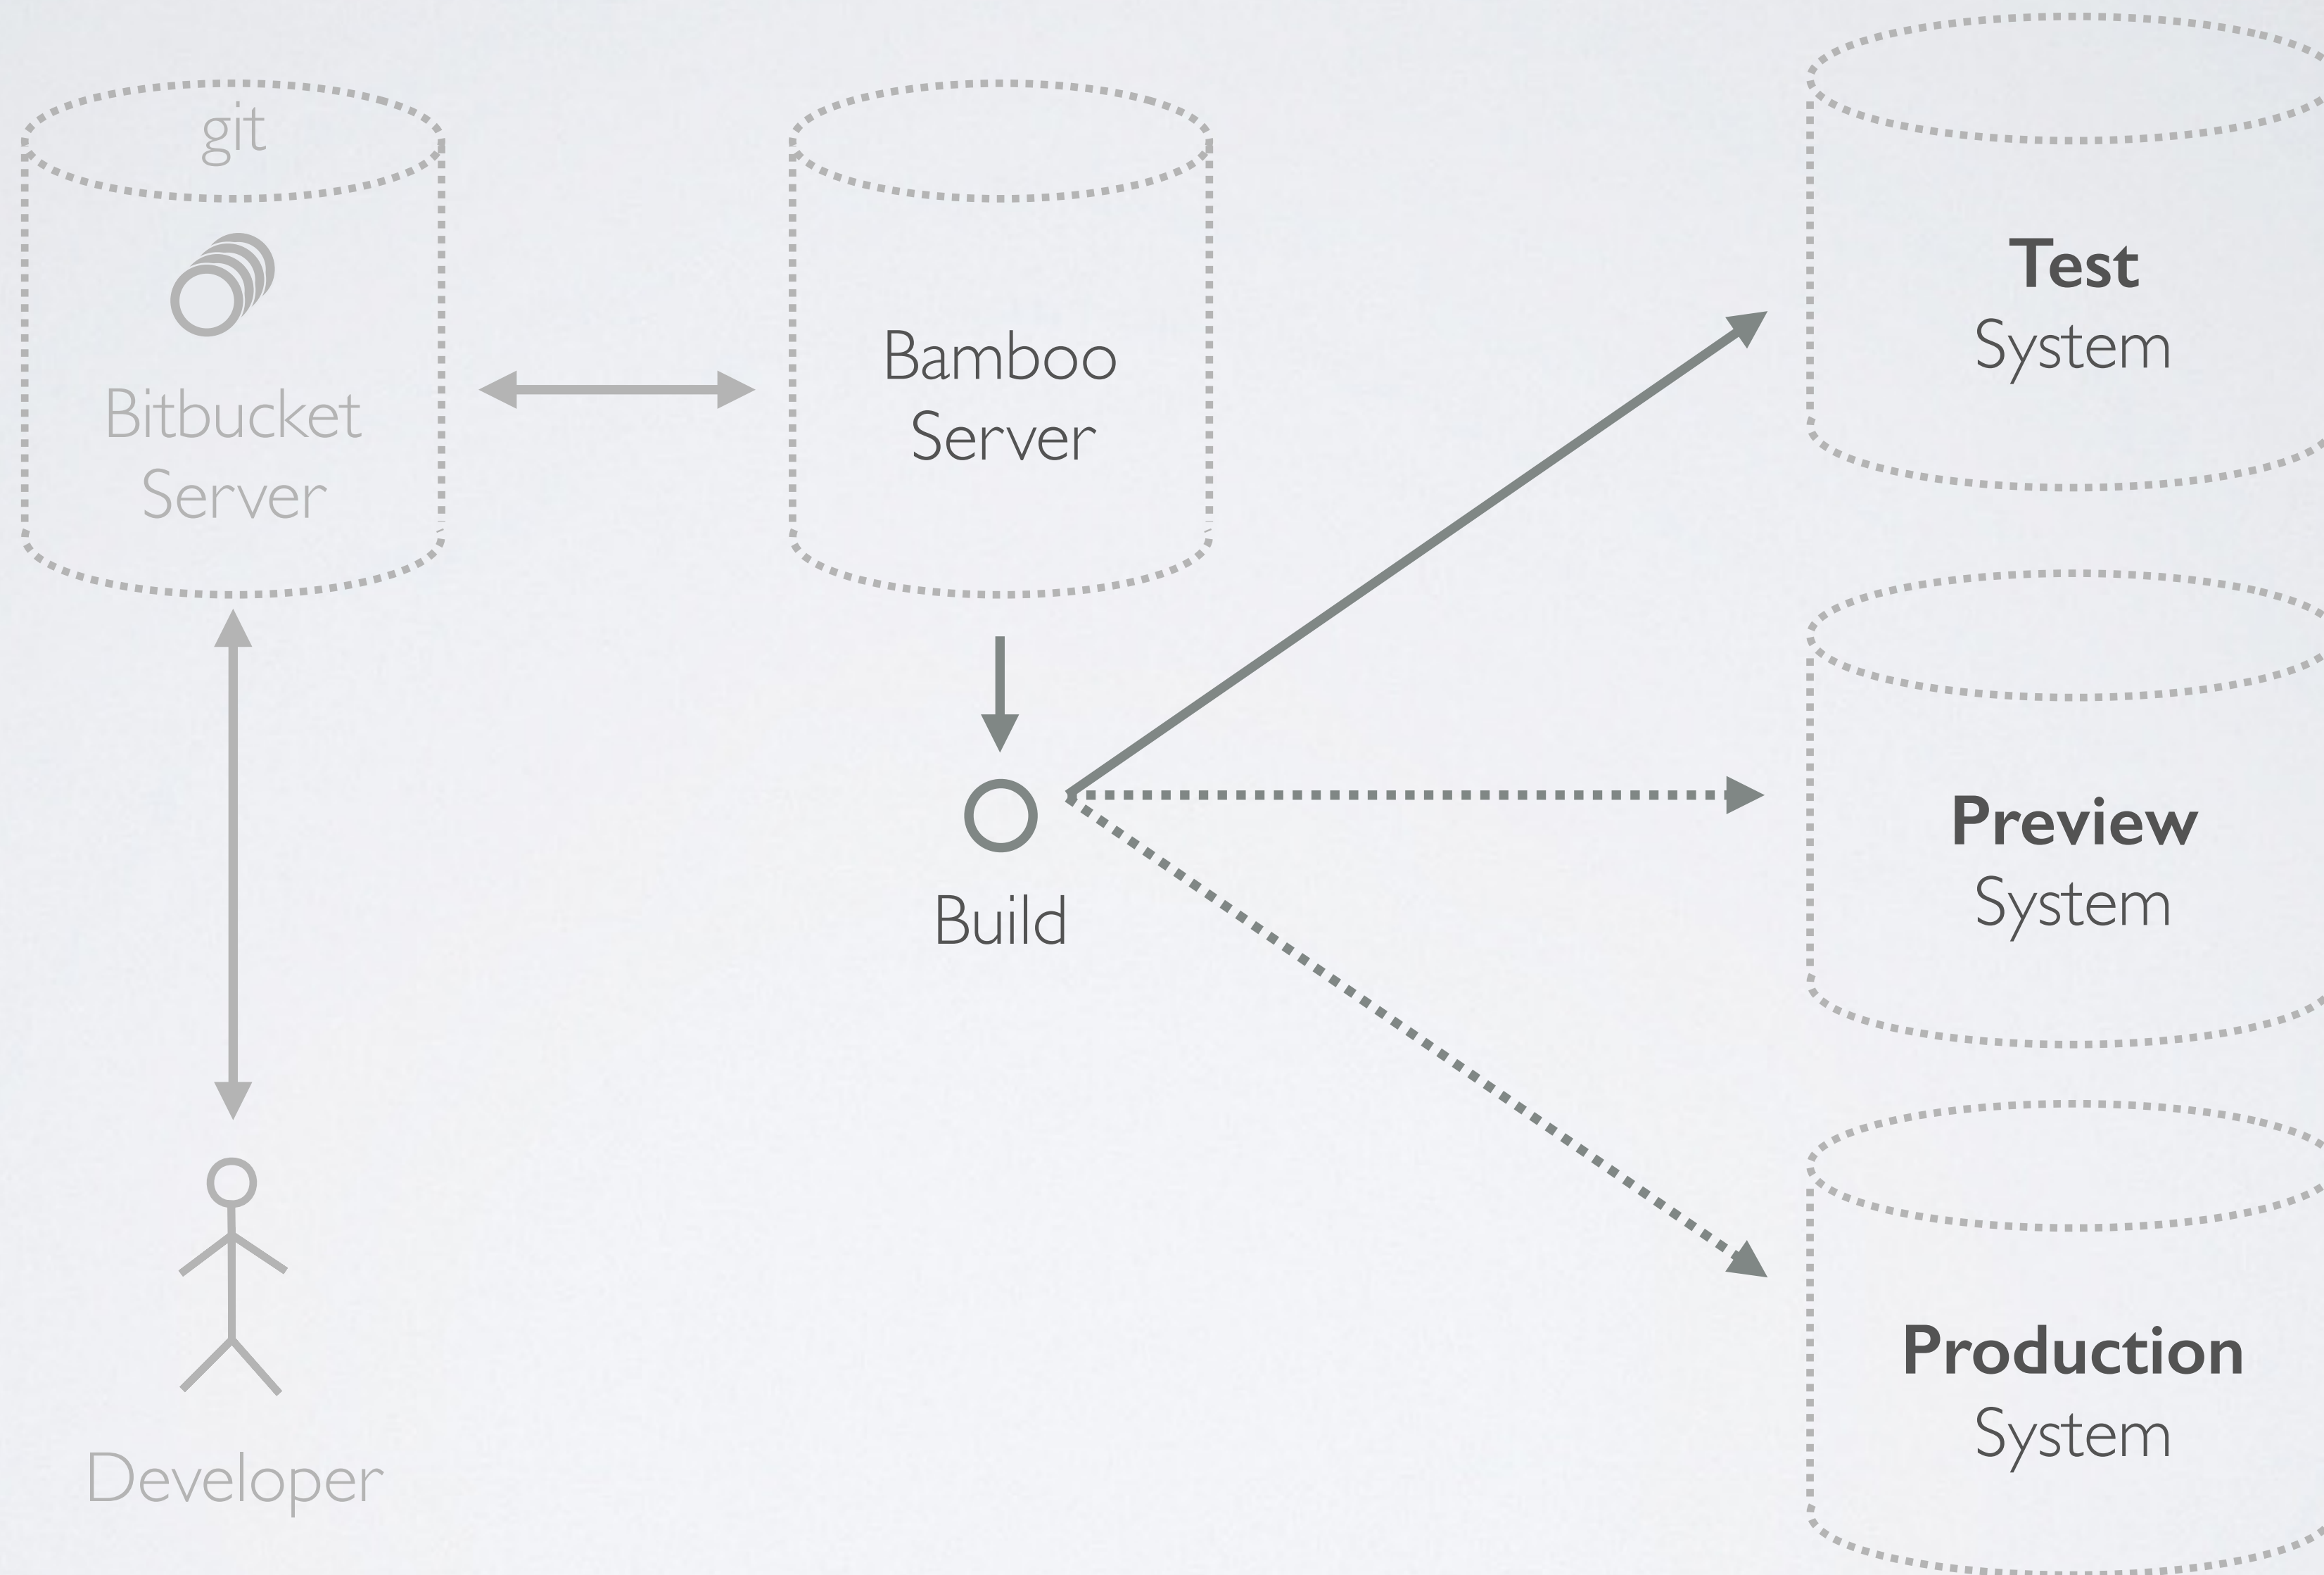 git
Bitbucket
Server
Bamboo
Server
Build
Developer
Test
System
Preview
System
Production
System